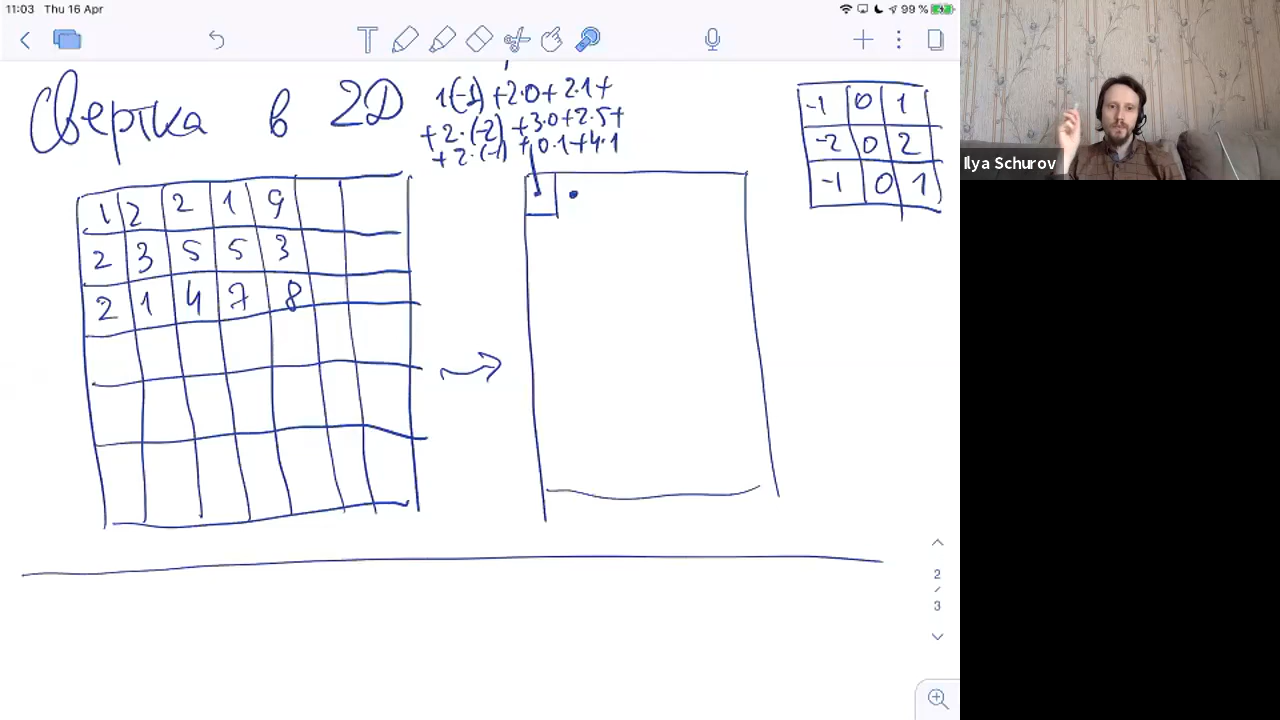 11:03 Thu 16 Apr
99 %
Свертка в 2D
1(-1) +2·0+ 2·1+
+2·(-2) +3·0+2·5+
+2·(-1) +0·1+4·1
-1 0 1
-2 0 2
-1 0 1
Ilya Schurov
1 2 2 1 9
2 3 5 5 3
2 1 4 7 8
2
/
3